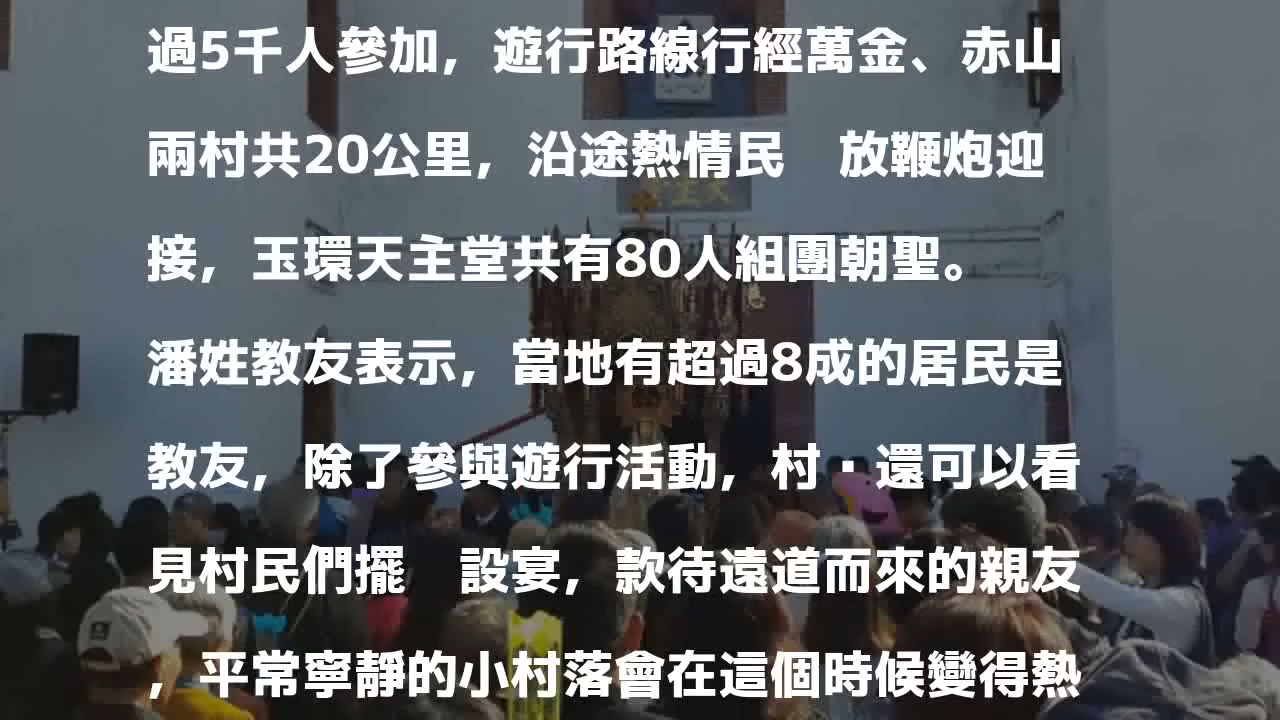 過5千人參加，遊行路線行經萬金、赤山
兩村共20公里，沿途熱情民　放鞭炮迎
接，玉環天主堂共有80人組團朝聖。
潘姓教友表示，當地有超過8成的居民是
教友，除了參與遊行活動，村▪還可以看
見村民們擺　設宴，款待遠道而來的親友
，平常寧靜的小村落會在這個時候變得熱